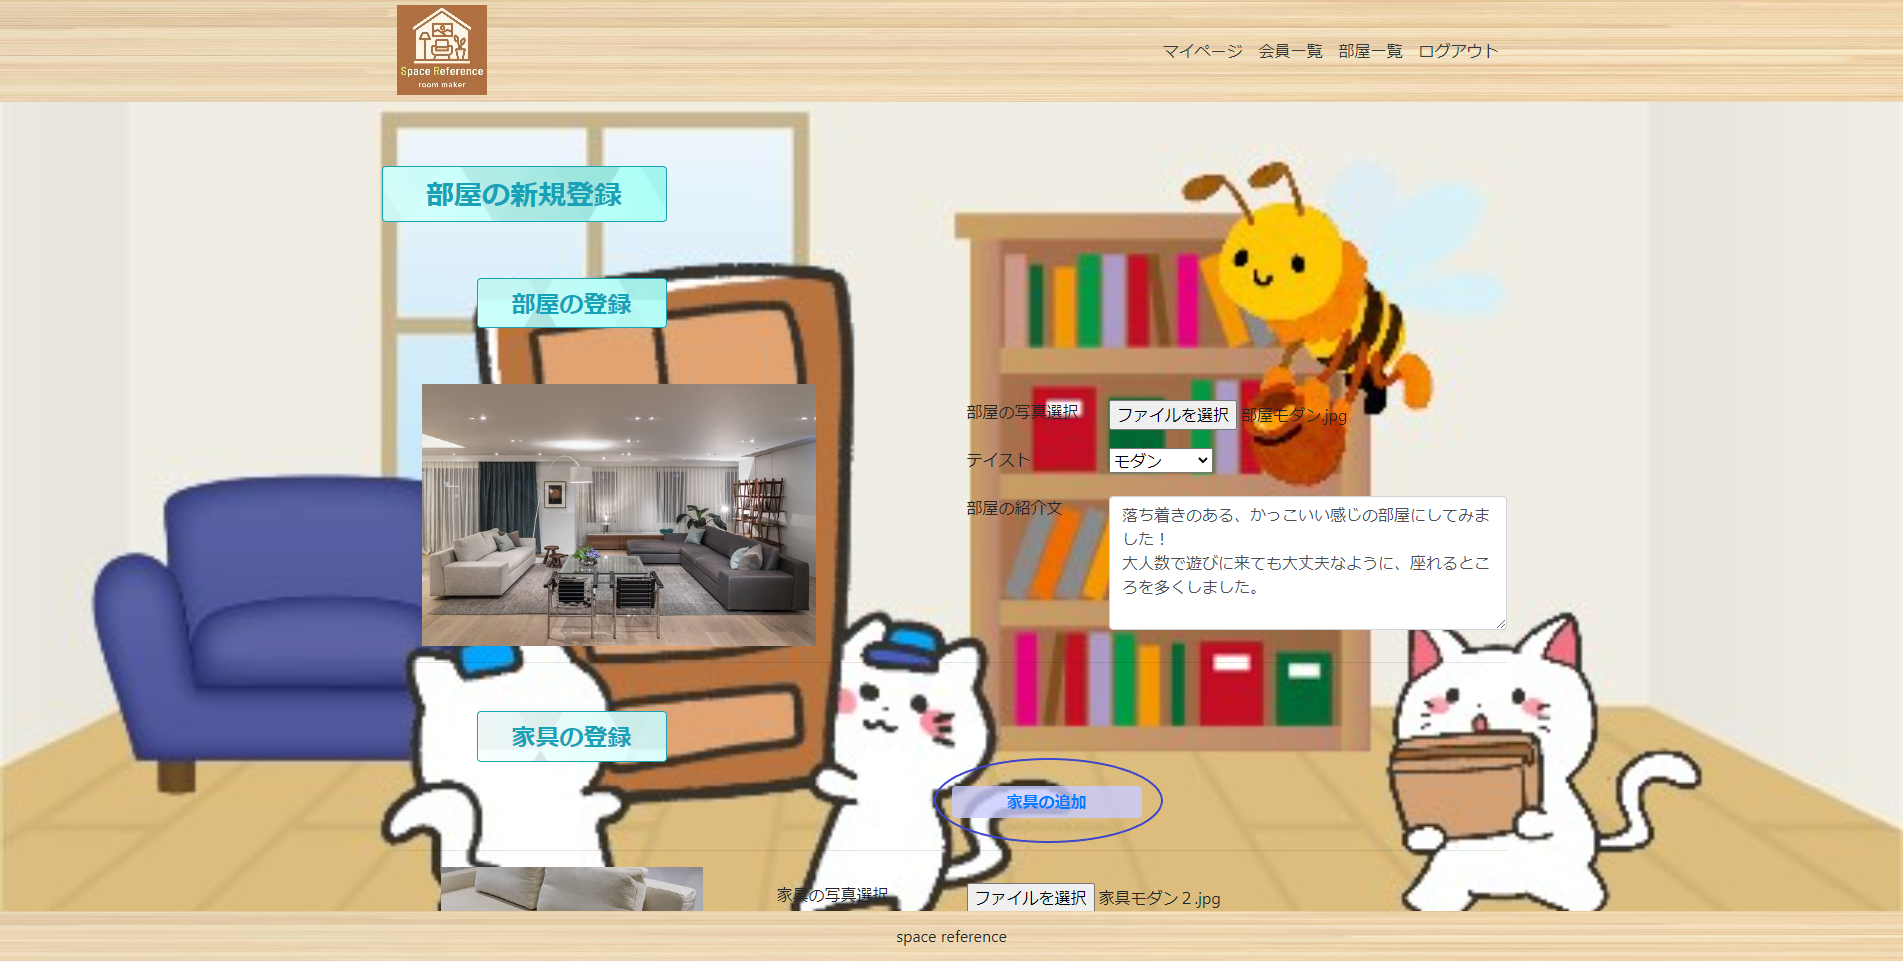 Space Reference
room maker
マイページ 会員一覧 部屋一覧 ログアウト
部屋の新規登録
部屋の登録
部屋の写真選択 ファイルを選択 部屋モダン.jpg
テイスト モダン
部屋の紹介文
落ち着きのある、かっこいい感じの部屋にしてみま
した！
大人数で遊びに来ても大丈夫なように、座れるとこ
ろを多くしました。
家具の登録
家具の追加
家具の写真選択 ファイルを選択 家具モダン２.jpg
space reference